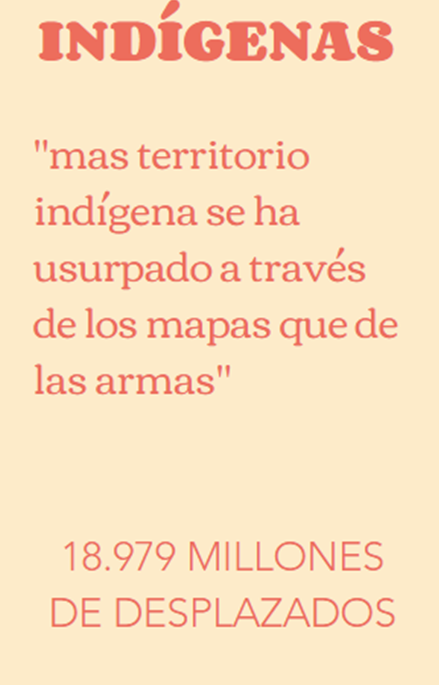 INDÍGENAS
"mas territorio
indígena se ha
usurpado a través
de los mapas que de
las armas"
18.979 MILLONES
DE DESPLAZADOS